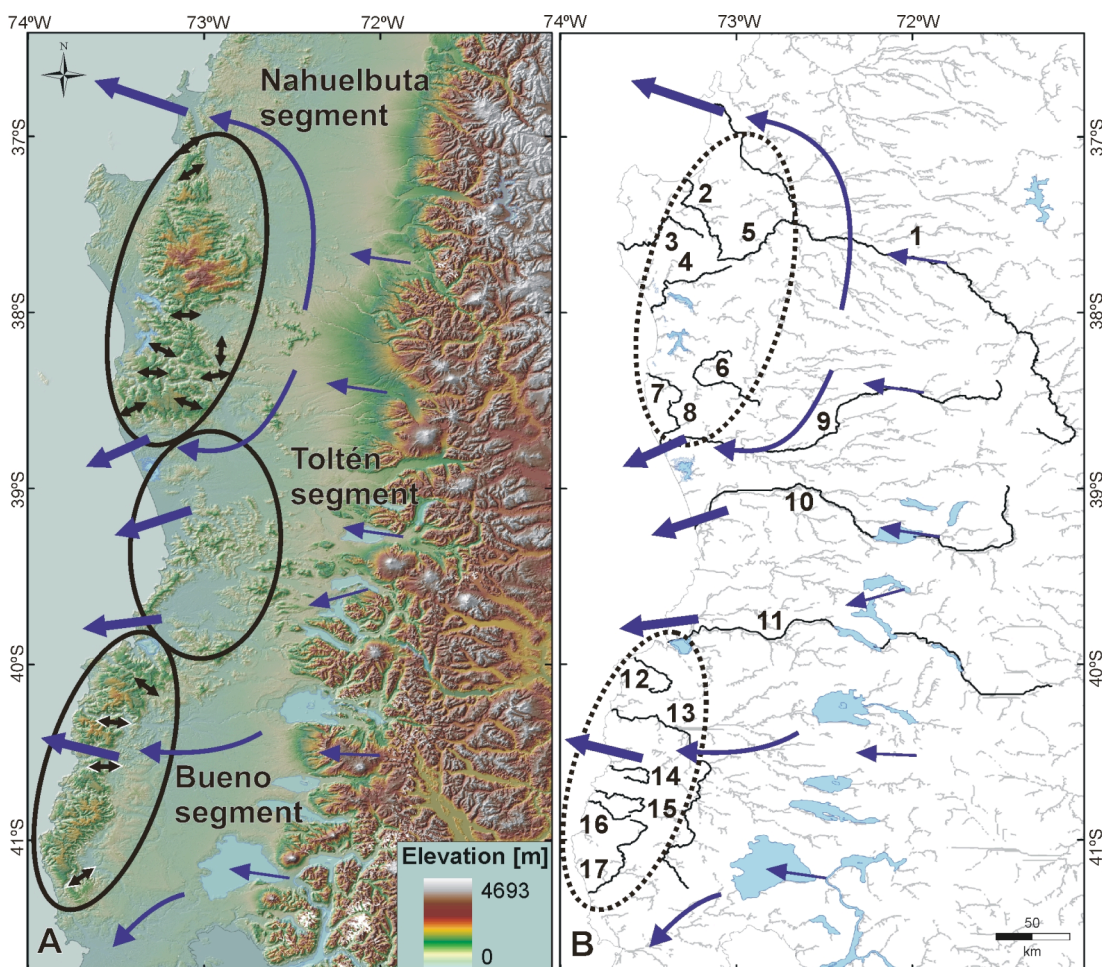 74ºW
73ºW
72ºW
74ºW
73ºW
72ºW
N
Nahuelbuta
segment
37ºS
38ºS
39ºS
40ºS
41ºS
Toltén
segment
Bueno
segment
Elevation [m]
4693
0
A
1
2
3
4
5
6
7
8
9
10
11
12
13
14
15
16
17
37ºS
38ºS
39ºS
40ºS
41ºS
50
km
B